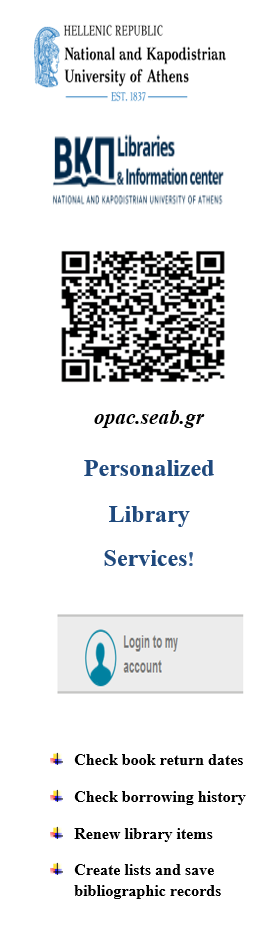 HELLENIC REPUBLIC
National and Kapodistrian
University of Athens
EST. 1837
ΒΚΠ Libraries
& Information center
NATIONAL AND KAPODISTRIAN UNIVERSITY OF ATHENS
opac.seab.gr
Personalized
Library
Services!
Login to my
account
Check book return dates
Check borrowing history
Renew library items
Create lists and save
bibliographic records